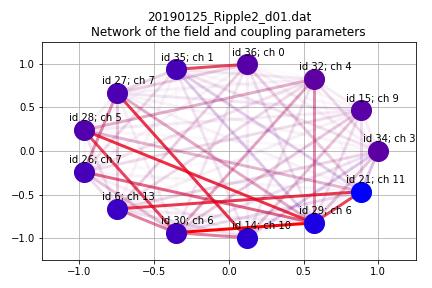 20190125_Ripple2_d01.dat
Network of the field and coupling parameters
id 35; ch 1
id 36; ch 0
id 27; ch 7
id 32; ch 4
id 15; ch 9
id 28; ch 5
id 34; ch 3
id 26; ch 7
id 21; ch 11
id 6; ch 13
id 29; ch 6
id 30; ch 6
id 14; ch 10
1.0
0.5
0.0
−0.5
−1.0
−1.0
−0.5
0.0
0.5
1.0